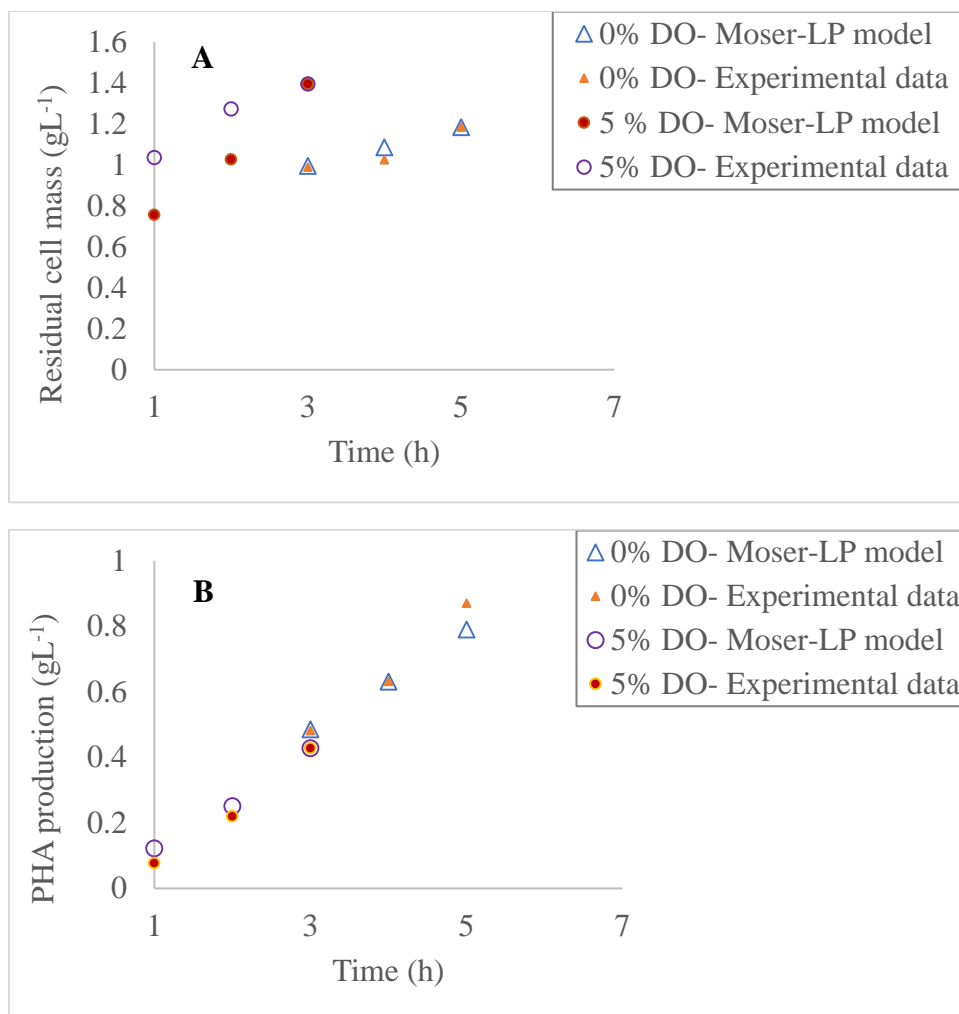 A
1.6
1.4
1.2
1
0.8
0.6
0.4
0.2
0
1 3 5 7
Residual cell mass (gL⁻¹)
Time (h)
0% DO- Moser-LP model
0% DO- Experimental data
5 % DO- Moser-LP model
5% DO- Experimental data
B
1
0.8
0.6
0.4
0.2
0
1 3 5 7
PHA production (gL⁻¹)
Time (h)
0% DO- Moser-LP model
0% DO- Experimental data
5% DO- Moser-LP model
5% DO- Experimental data